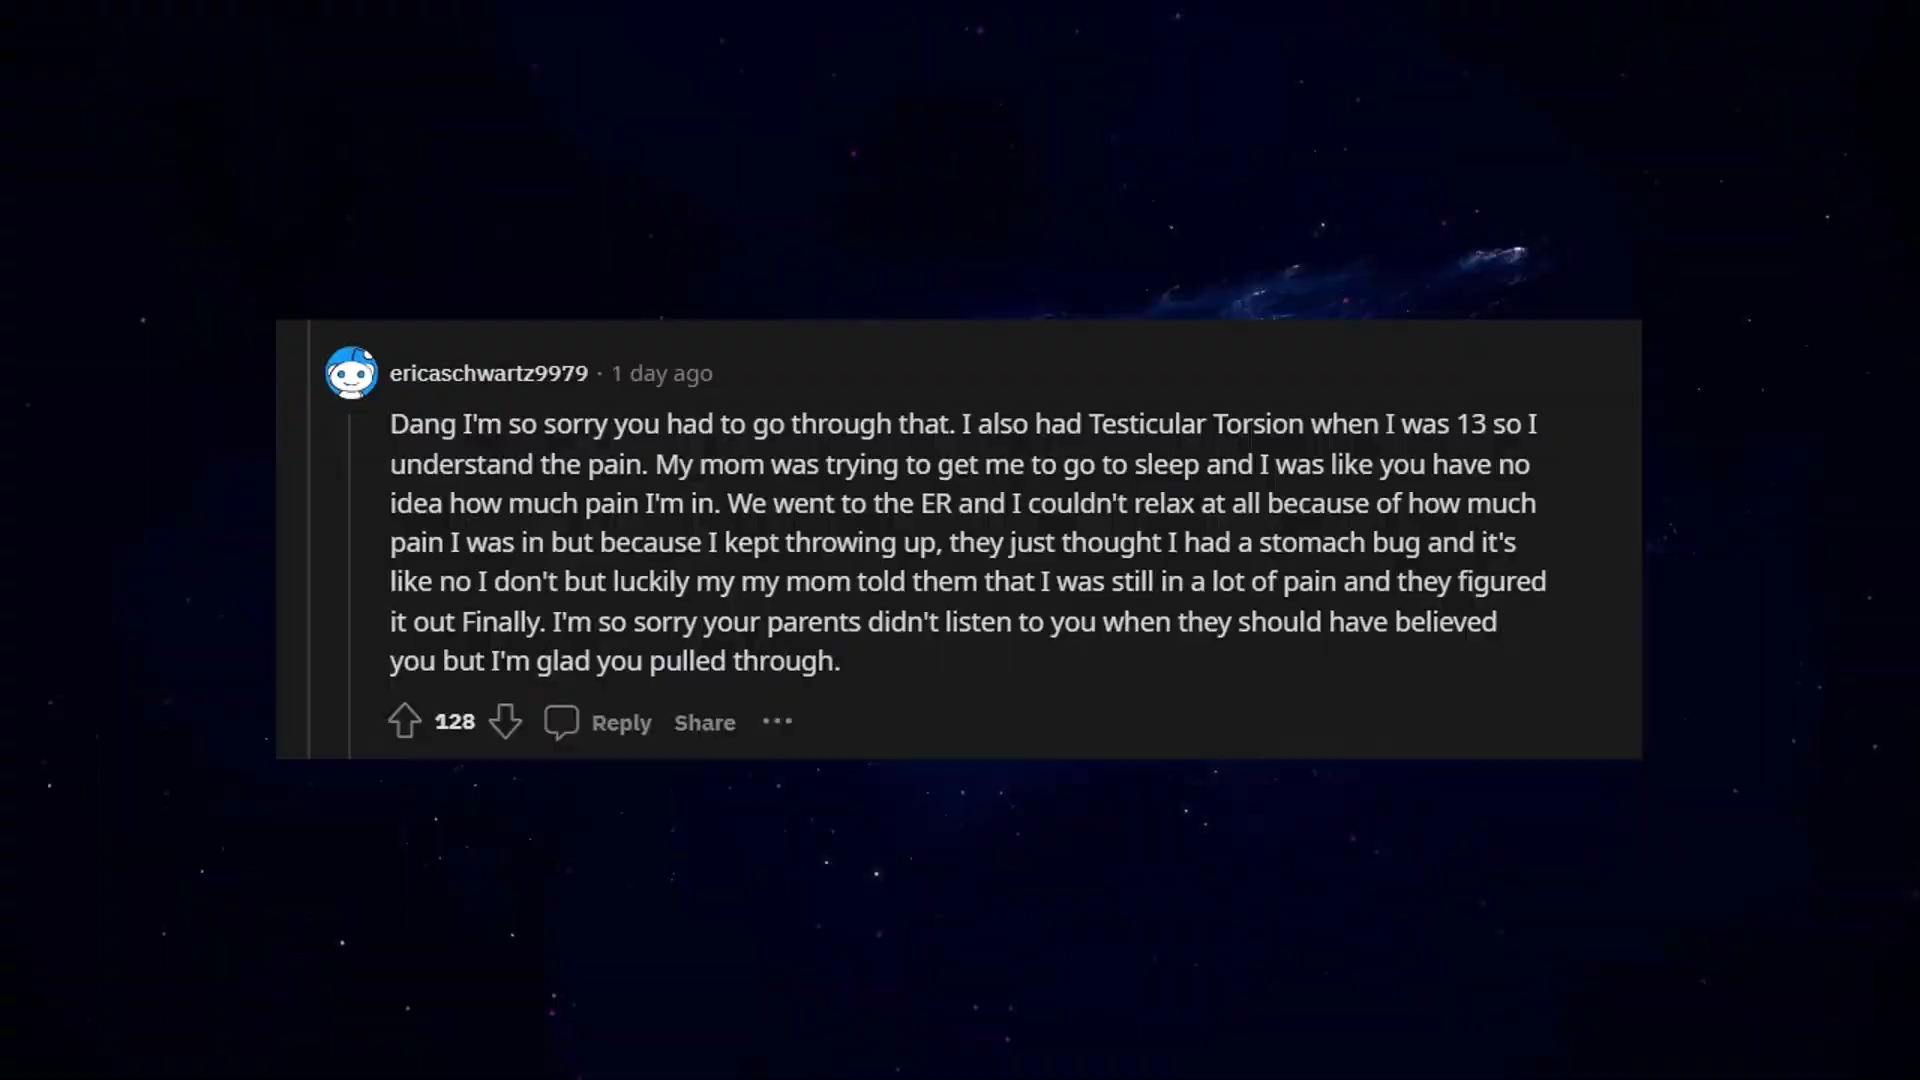 ericaschwartz9979 · 1 day ago
Dang I'm so sorry you had to go through that. I also had Testicular Torsion when I was 13 so I
understand the pain. My mom was trying to get me to go to sleep and I was like you have no
idea how much pain I'm in. We went to the ER and I couldn't relax at all because of how much
pain I was in but because I kept throwing up, they just thought I had a stomach bug and it's
like no I don't but luckily my my mom told them that I was still in a lot of pain and they figured
it out Finally. I'm so sorry your parents didn't listen to you when they should have believed
you but I'm glad you pulled through.
128 Reply Share ···